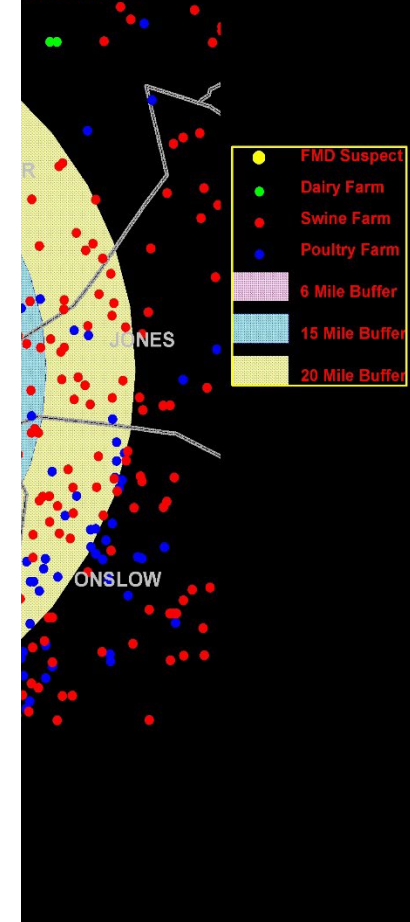 R
FMD Suspect
Dairy Farm
Swine Farm
Poultry Farm
6 Mile Buffer
15 Mile Buffer
20 Mile Buffer
JONES
ONSLOW